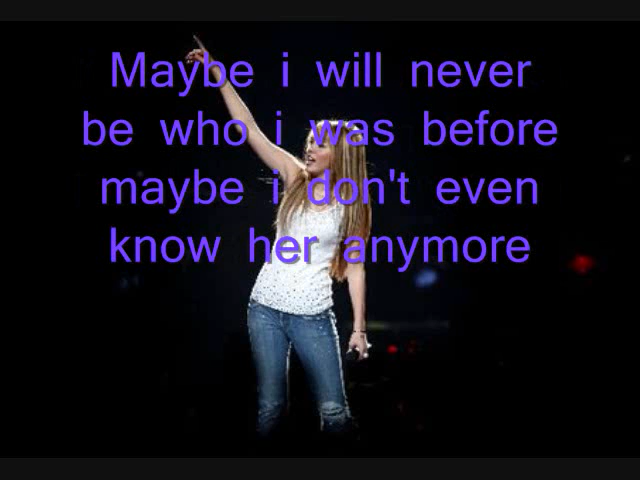 Maybe i will never
be who i was before
maybe i don't even
know her anymore